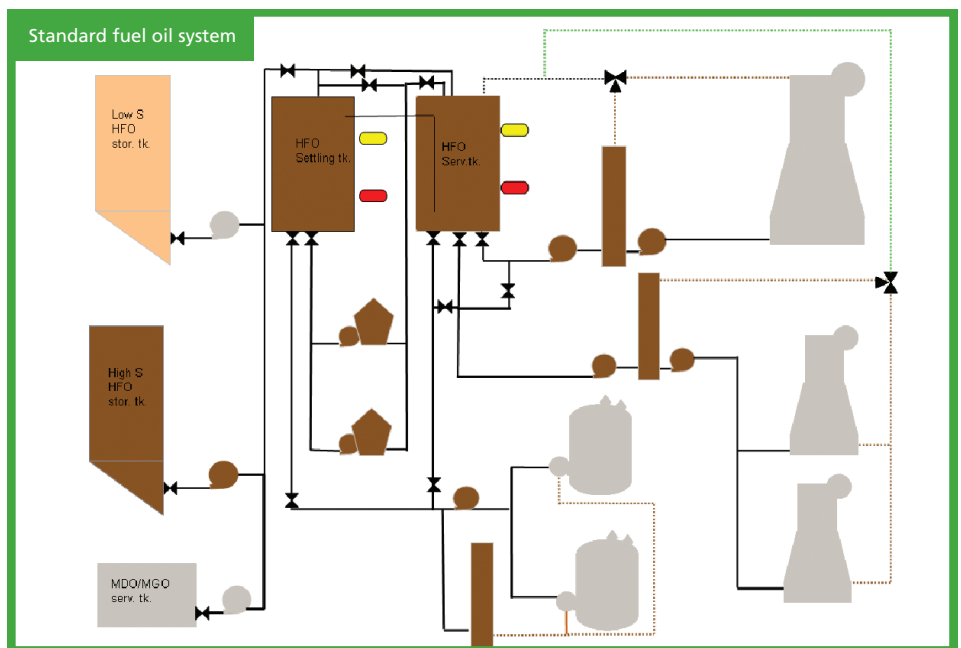 Standard fuel oil system
Low S
HFO
stor. tk.
HFO
Settling tk.
HFO
Serv.tk.
High S
HFO
stor. tk.
MDO/MGO
serv. tk.